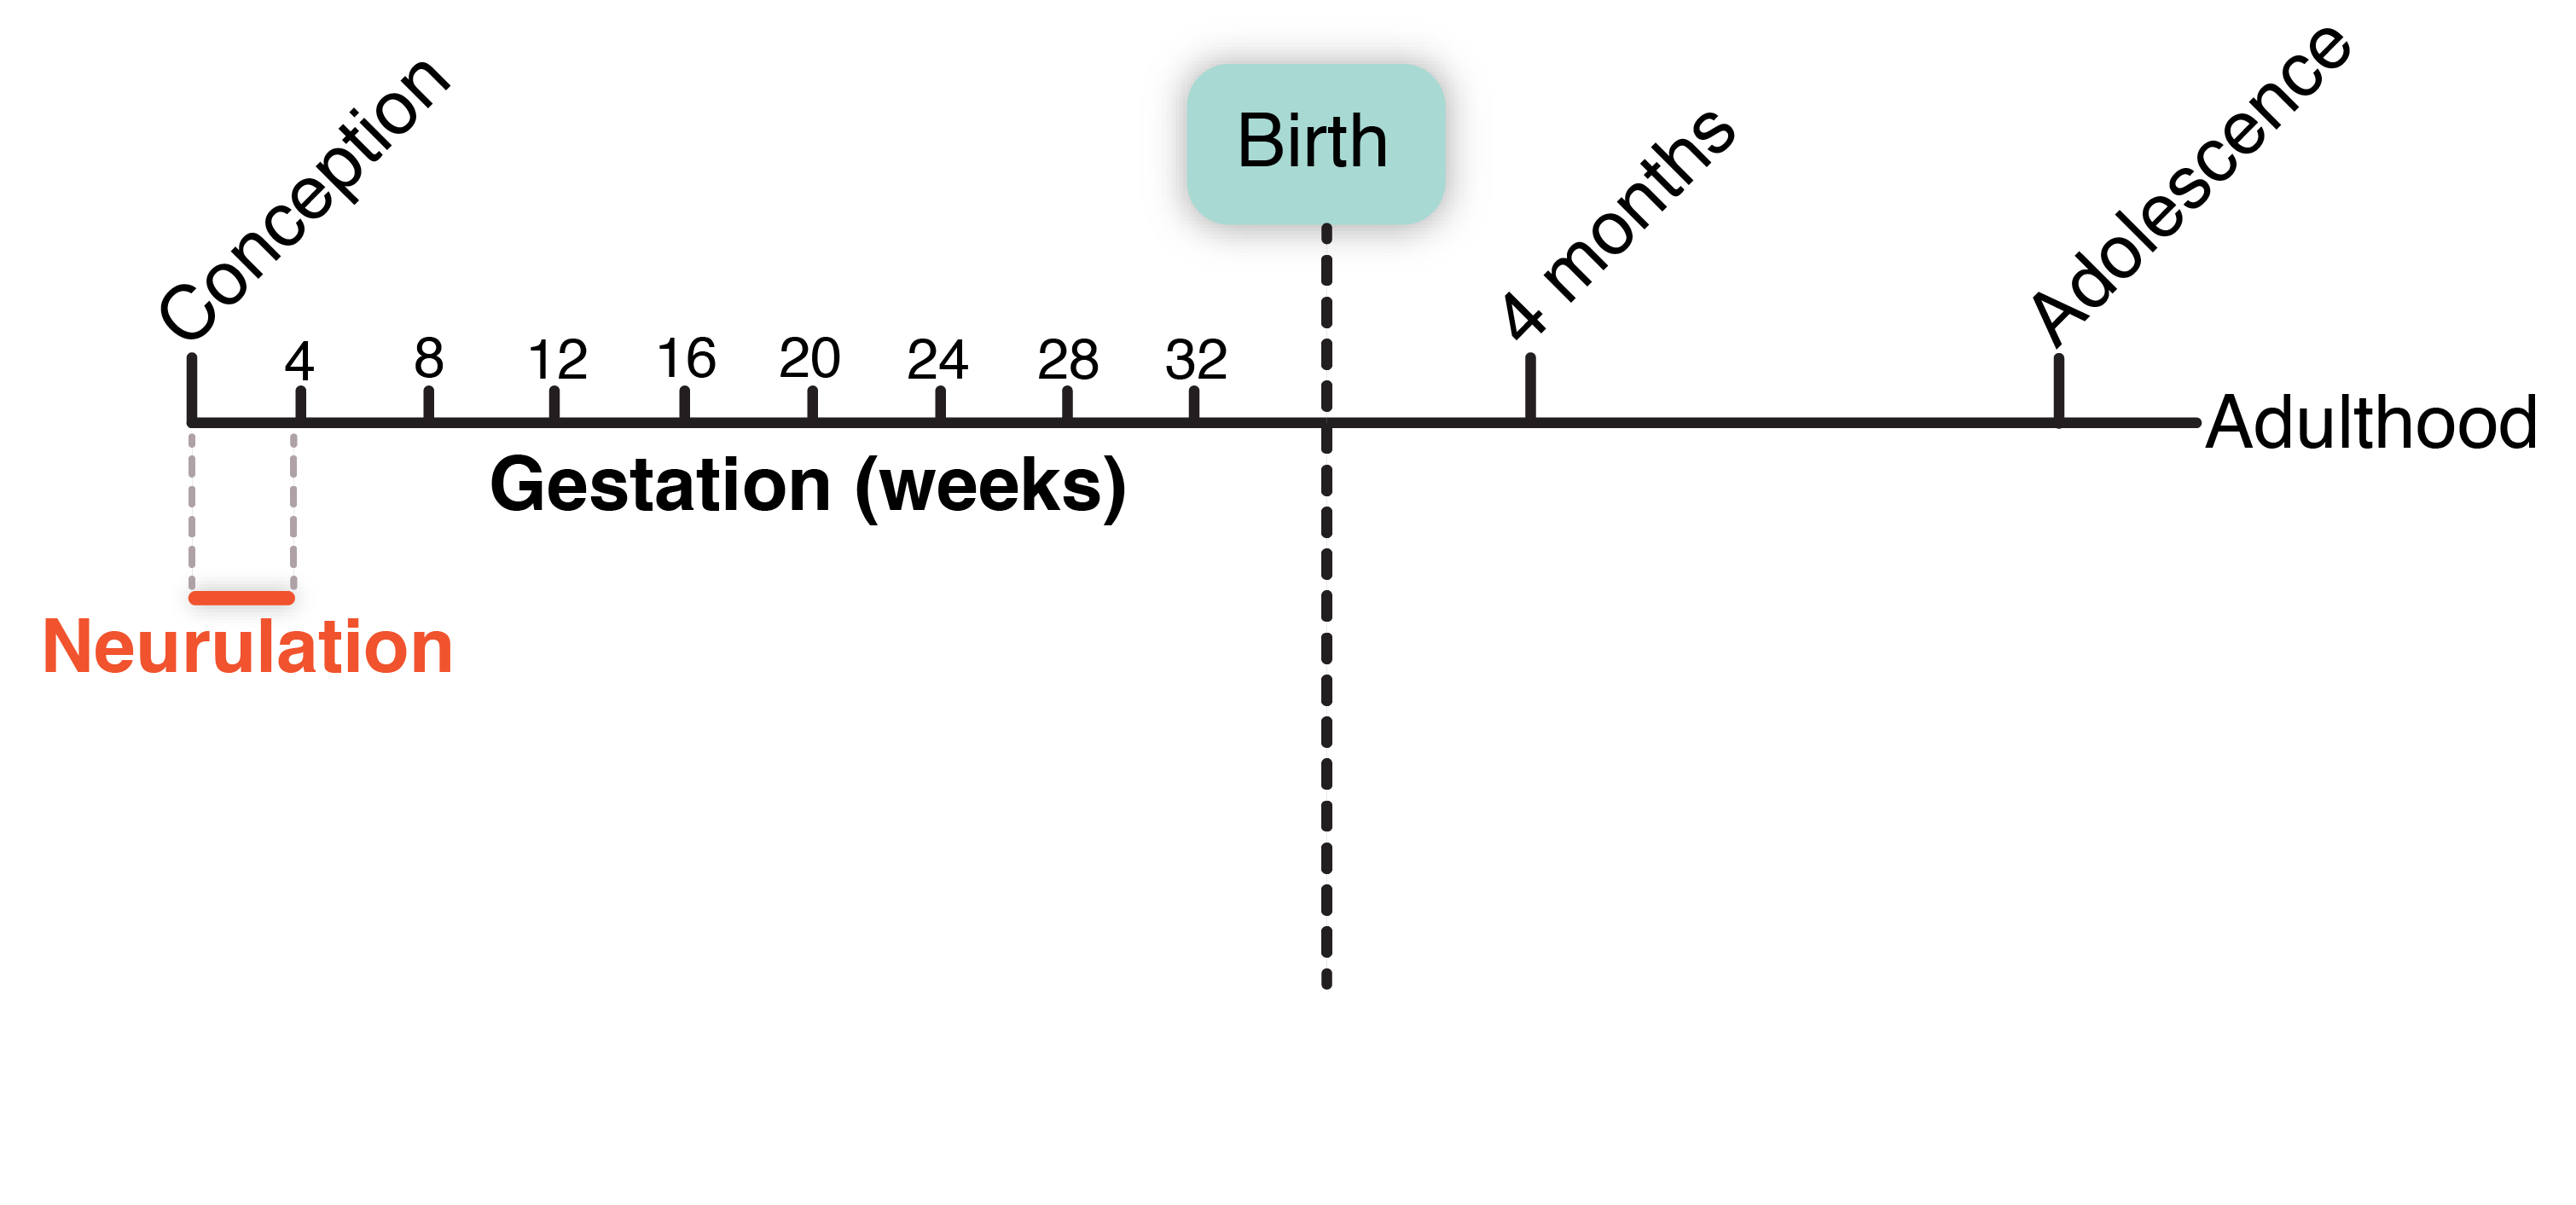 Conception
Birth
4 months
Adolescence
4 8 12 16 20 24 28 32
Adulthood
Gestation (weeks)
Neurulation